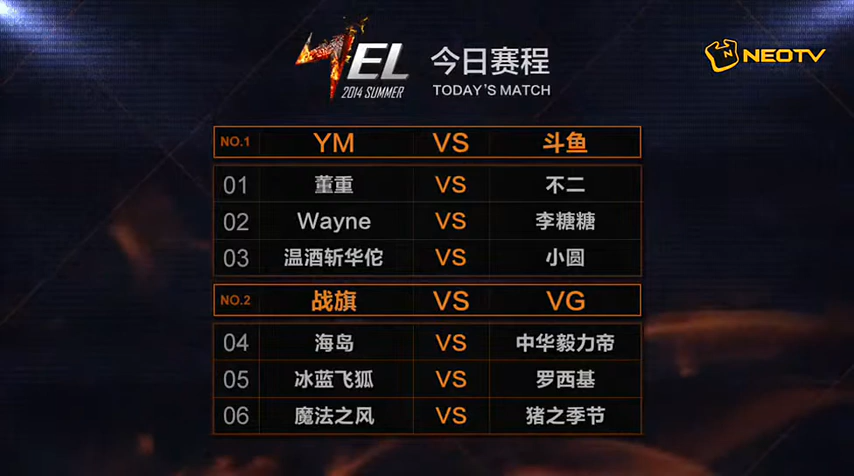 YEL
2014 SUMMER
今日赛程
TODAY'S MATCH
NEOTV
NO.1 YM VS 斗鱼
01 董重 VS 不二
02 Wayne VS 李糖糖
03 温酒斩华佗 VS 小圆
NO.2 战旗 VS VG
04 海岛 VS 中华毅力帝
05 冰蓝飞狐 VS 罗西基
06 魔法之风 VS 猪之季节